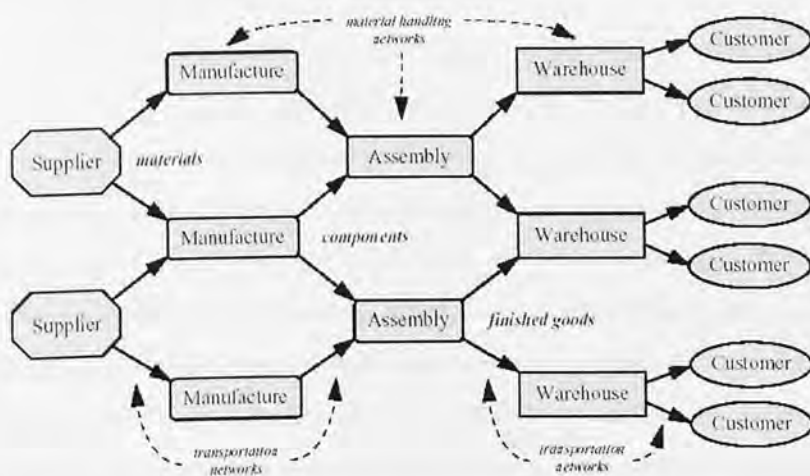 material handling
networks
Customer
Manufacture
Warehouse
Customer
Supplier
materials
Assembly
Customer
Manufacture
components
Warehouse
Customer
Supplier
Assembly
finished goods
Customer
Manufacture
Warehouse
Customer
transportation
networks
transportation
networks